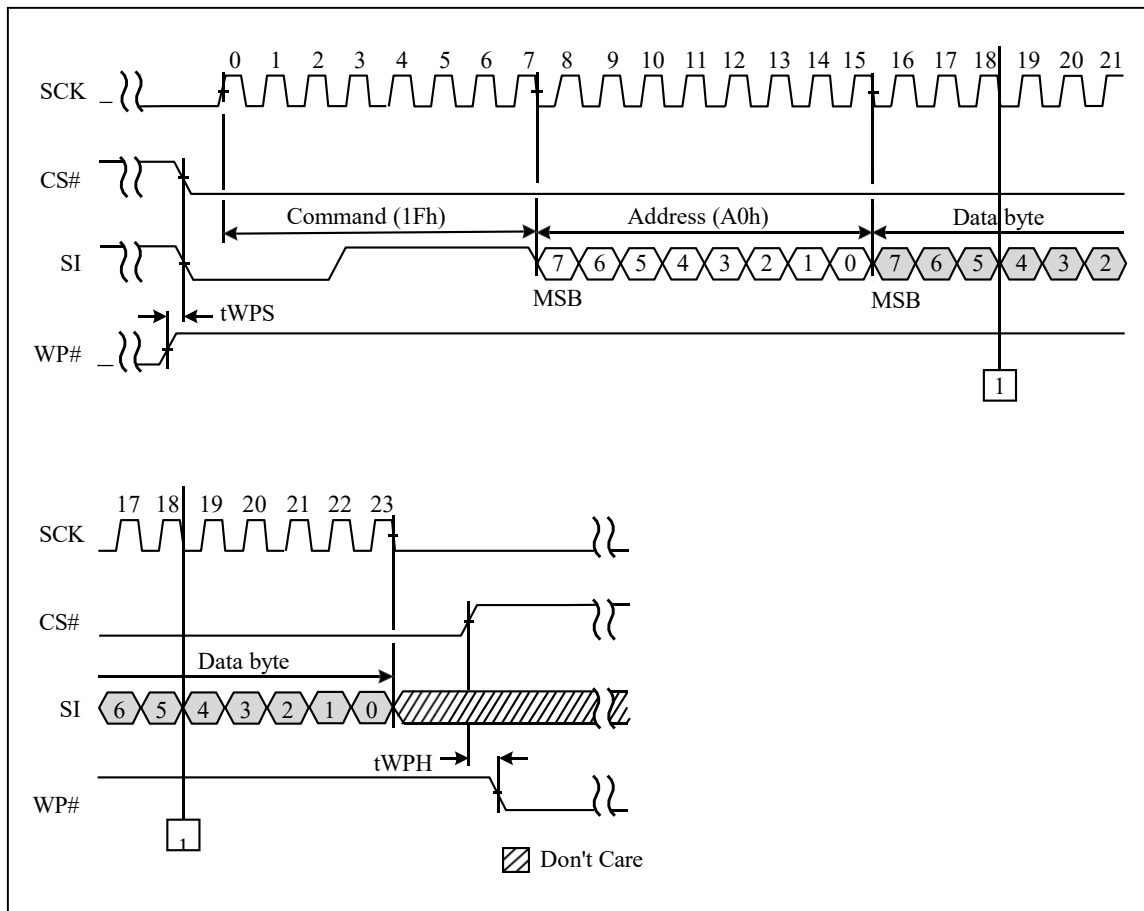 0 1 2 3 4 5 6 7 8 9 10 11 12 13 14 15 16 17 18 19 20 21
SCK
CS#
Command (1Fh) Address (A0h) Data byte
SI 7 6 5 4 3 2 1 0 7 6 5 4 3 2
MSB MSB
tWPS
WP#
1
17 18 19 20 21 22 23
SCK
CS#
Data byte
SI 6 5 4 3 2 1 0
tWPH
WP#
1
Don't Care